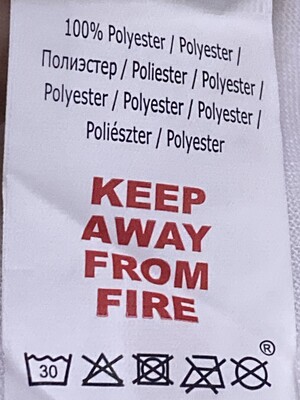 100% Polyester / Polyester /
Полиэстер / Poliester / Polyester /
Polyester / Polyester / Polyester /
Poliészter / Polyester
KEEP
AWAY
FROM
FIRE
®
30